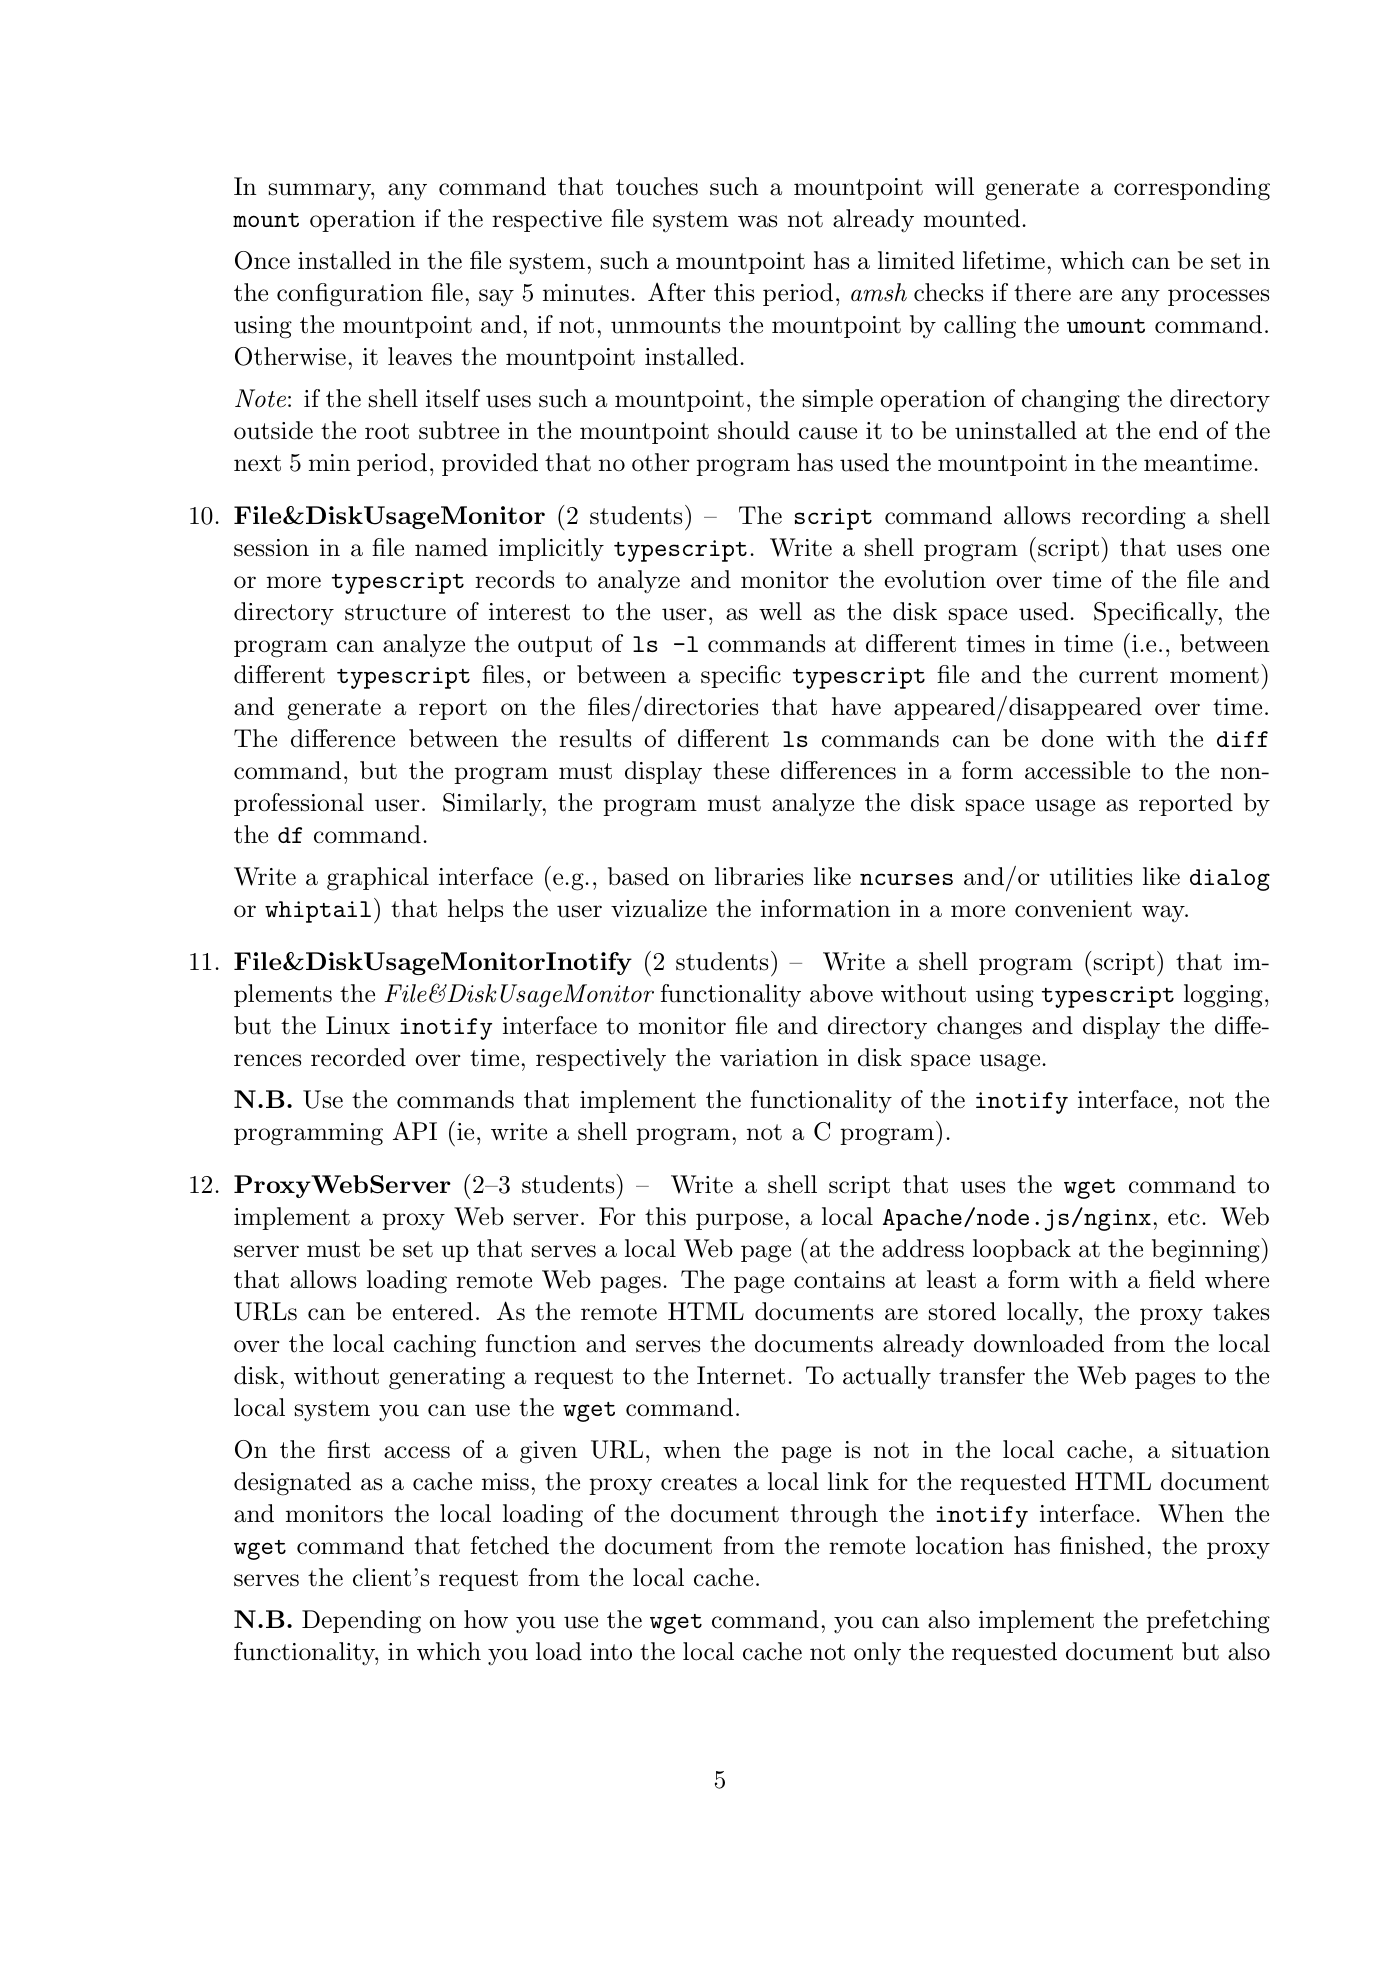 In summary, any command that touches such a mountpoint will generate a corresponding
mount operation if the respective file system was not already mounted.
Once installed in the file system, such a mountpoint has a limited lifetime, which can be set in
the configuration file, say 5 minutes. After this period, amsh checks if there are any processes
using the mountpoint and, if not, unmounts the mountpoint by calling the umount command.
Otherwise, it leaves the mountpoint installed.
Note: if the shell itself uses such a mountpoint, the simple operation of changing the directory
outside the root subtree in the mountpoint should cause it to be uninstalled at the end of the
next 5 min period, provided that no other program has used the mountpoint in the meantime.
10. File&DiskUsageMonitor (2 students) – The script command allows recording a shell
session in a file named implicitly typescript. Write a shell program (script) that uses one
or more typescript records to analyze and monitor the evolution over time of the file and
directory structure of interest to the user, as well as the disk space used. Specifically, the
program can analyze the output of ls -l commands at different times in time (i.e., between
different typescript files, or between a specific typescript file and the current moment)
and generate a report on the files/directories that have appeared/disappeared over time.
The difference between the results of different ls commands can be done with the diff
command, but the program must display these differences in a form accessible to the non-
professional user. Similarly, the program must analyze the disk space usage as reported by
the df command.
Write a graphical interface (e.g., based on libraries like ncurses and/or utilities like dialog
or whiptail) that helps the user vizualize the information in a more convenient way.
11. File&DiskUsageMonitorInotify (2 students) – Write a shell program (script) that im-
plements the File&DiskUsageMonitor functionality above without using typescript logging,
but the Linux inotify interface to monitor file and directory changes and display the diffe-
rences recorded over time, respectively the variation in disk space usage.
N.B. Use the commands that implement the functionality of the inotify interface, not the
programming API (ie, write a shell program, not a C program).
12. ProxyWebServer (2–3 students) – Write a shell script that uses the wget command to
implement a proxy Web server. For this purpose, a local Apache/node.js/nginx, etc. Web
server must be set up that serves a local Web page (at the address loopback at the beginning)
that allows loading remote Web pages. The page contains at least a form with a field where
URLs can be entered. As the remote HTML documents are stored locally, the proxy takes
over the local caching function and serves the documents already downloaded from the local
disk, without generating a request to the Internet. To actually transfer the Web pages to the
local system you can use the wget command.
On the first access of a given URL, when the page is not in the local cache, a situation
designated as a cache miss, the proxy creates a local link for the requested HTML document
and monitors the local loading of the document through the inotify interface. When the
wget command that fetched the document from the remote location has finished, the proxy
serves the client's request from the local cache.
N.B. Depending on how you use the wget command, you can also implement the prefetching
functionality, in which you load into the local cache not only the requested document but also
5